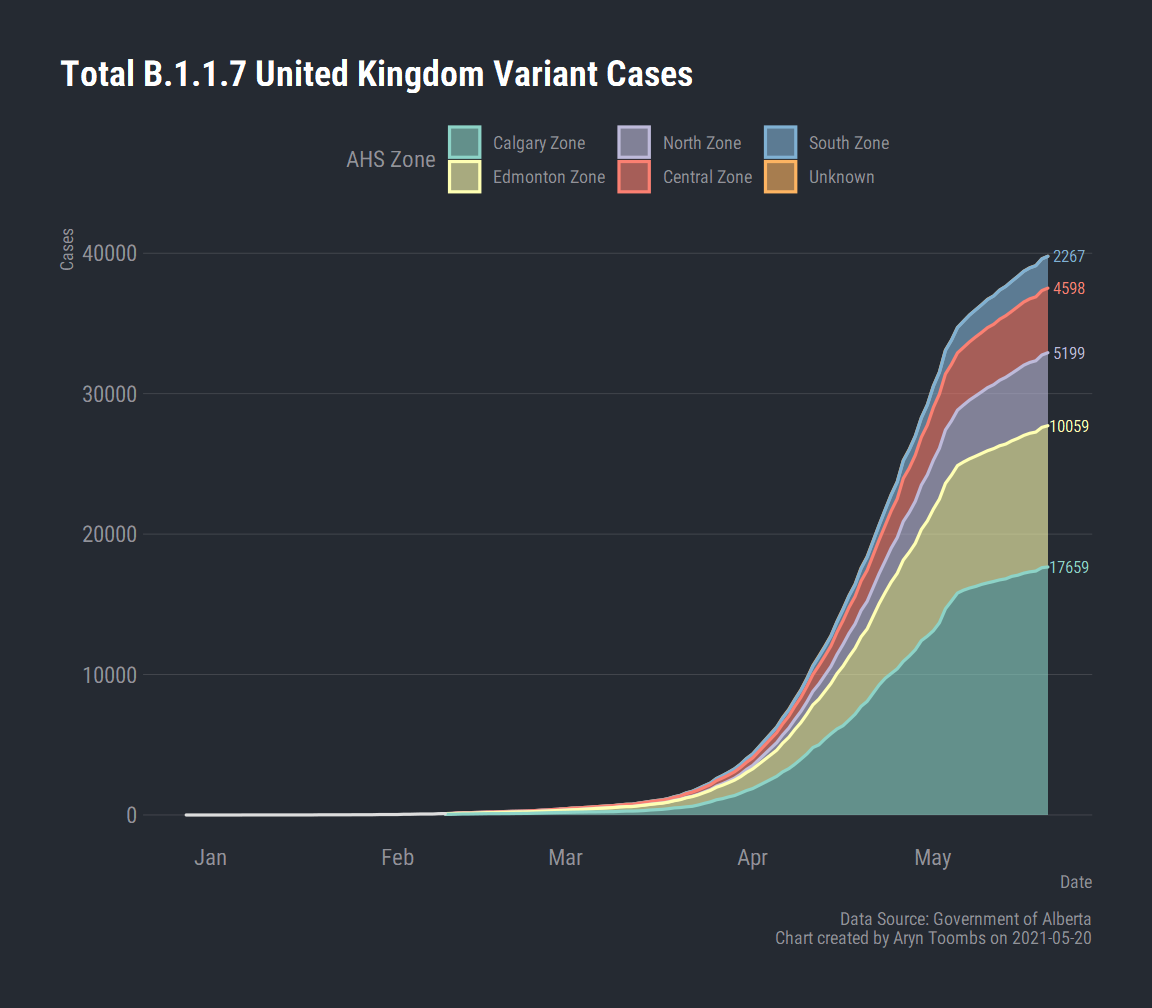 Total B.1.1.7 United Kingdom Variant Cases
AHS Zone
Calgary Zone
North Zone
South Zone
Edmonton Zone
Central Zone
Unknown
Cases
40000
30000
20000
10000
0
2267
4598
5199
10059
17659
Jan
Feb
Mar
Apr
May
Date
Data Source: Government of Alberta
Chart created by Aryn Toombs on 2021-05-20